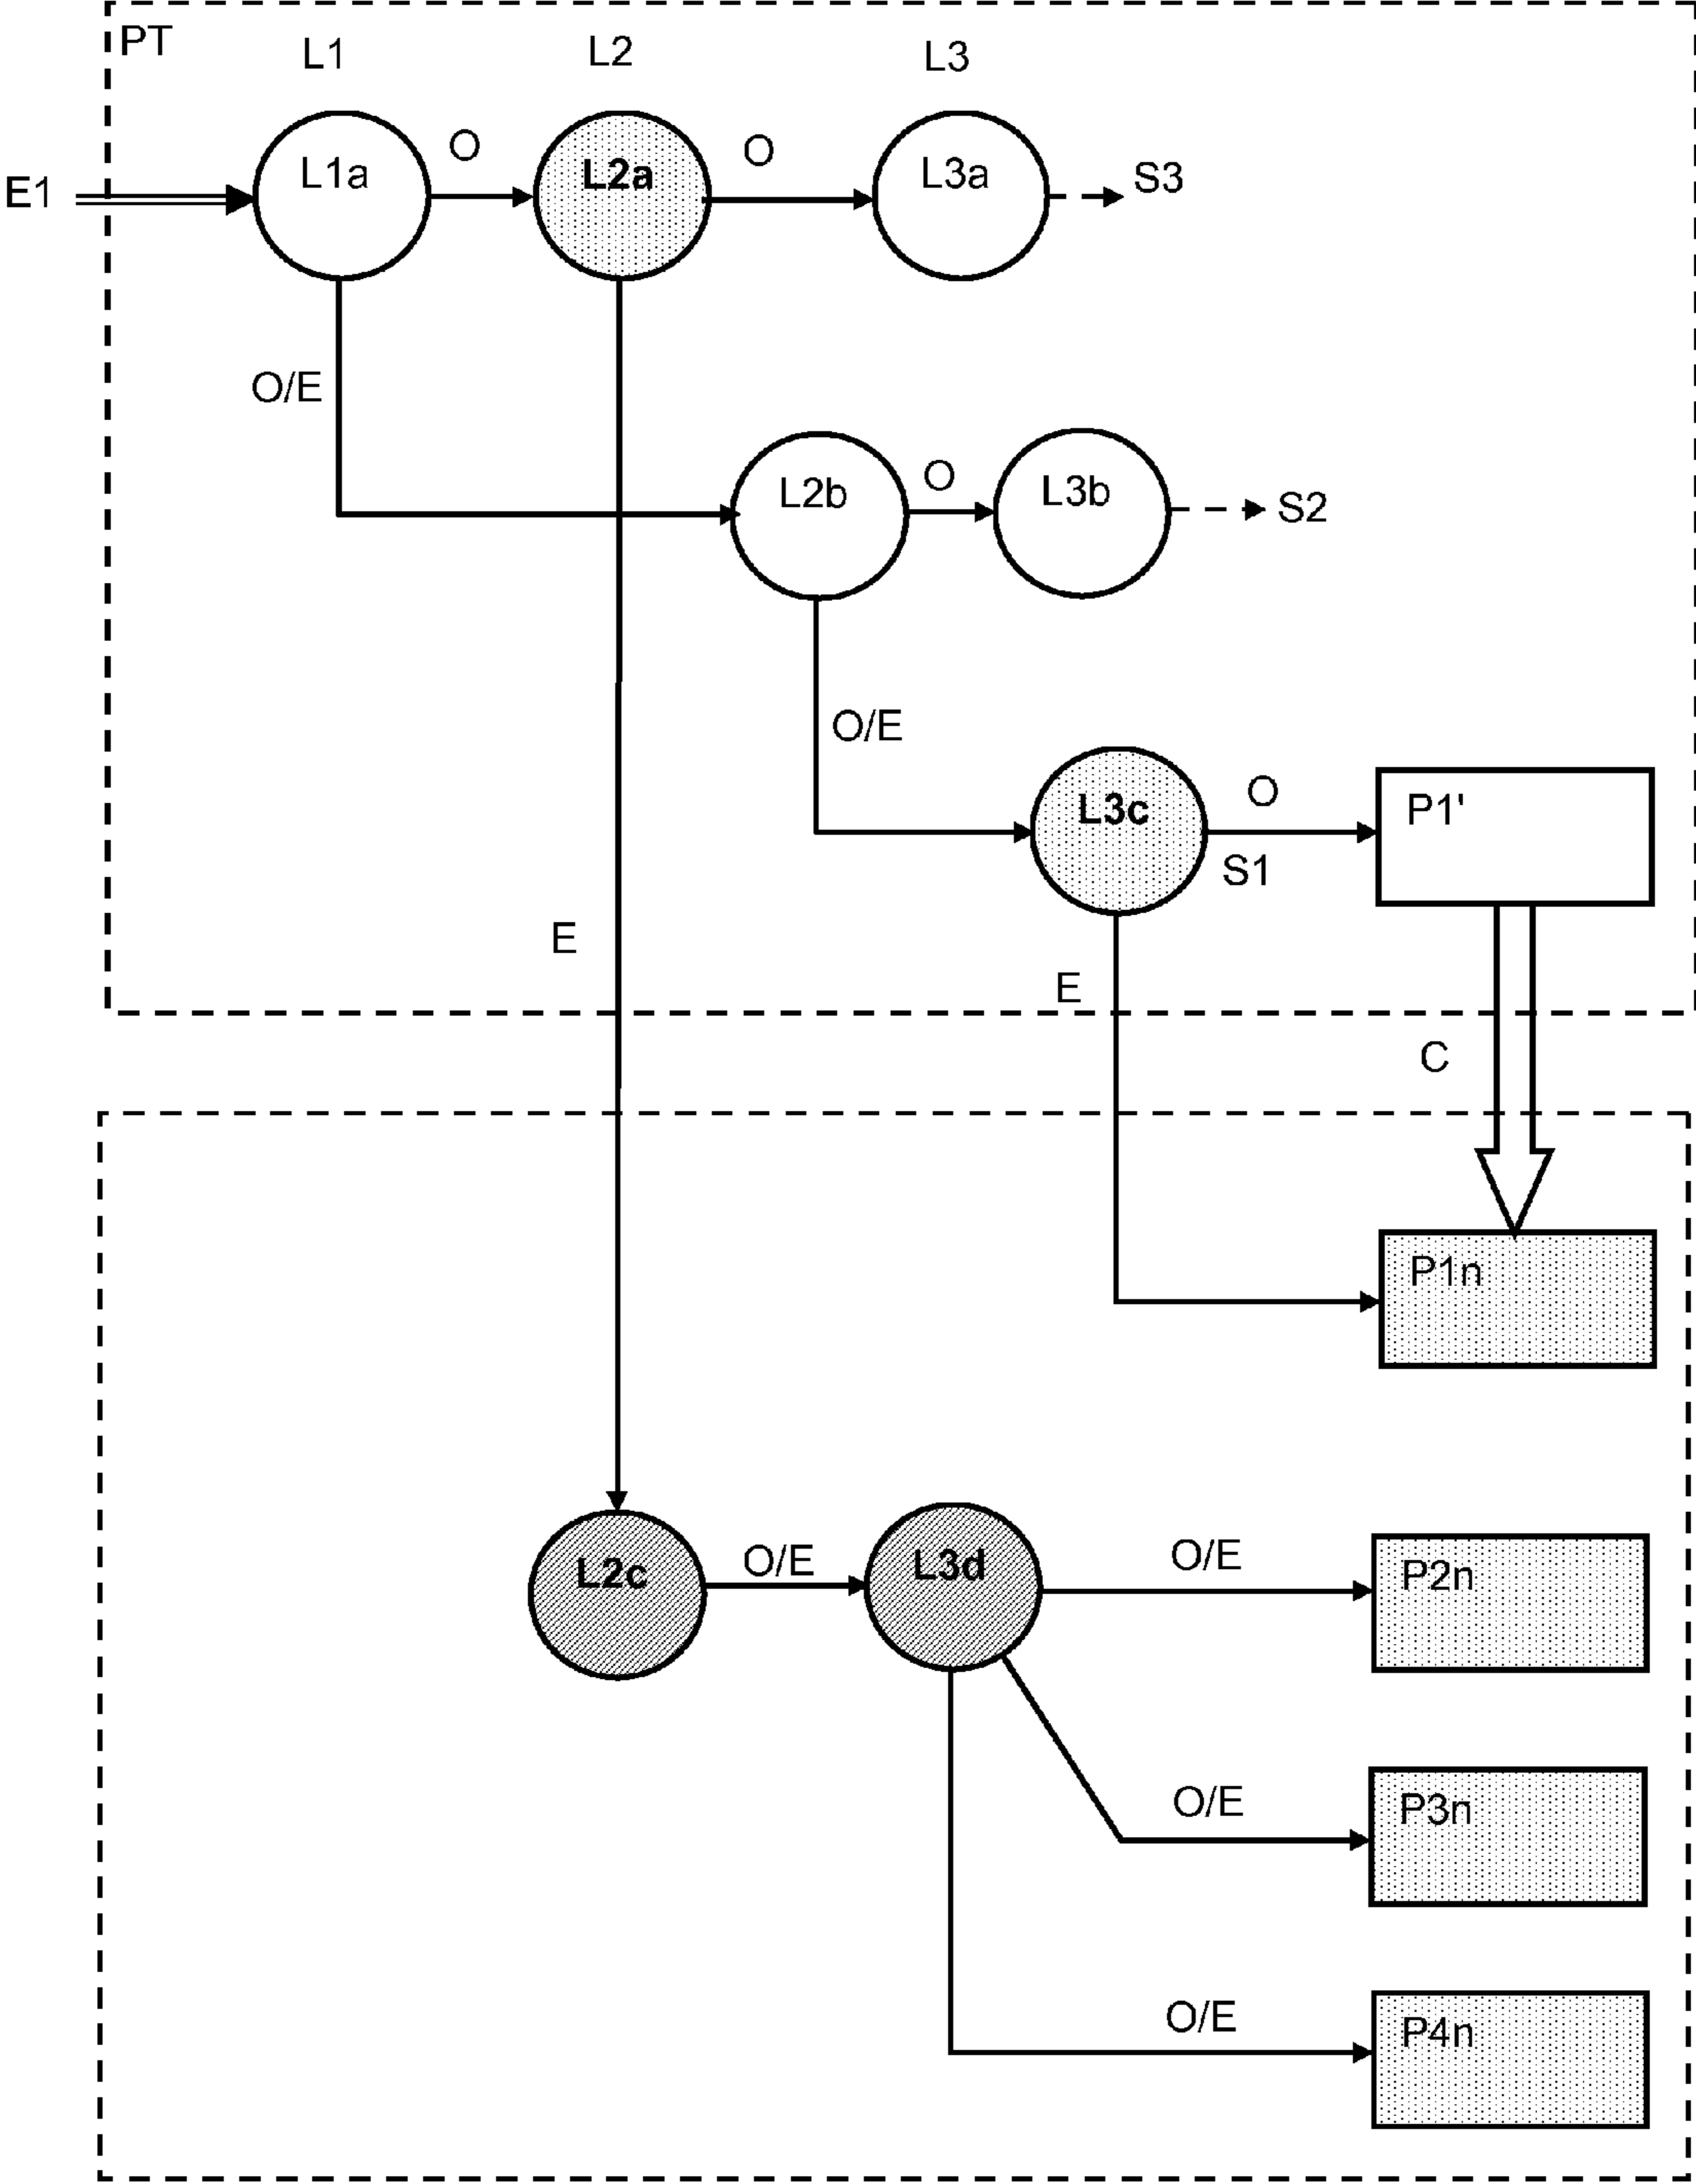 PT
L1
L2
L3
E1
L1a
O
L2a
O
L3a
S3
O/E
L2b
O
L3b
S2
O/E
L3c
O
S1
P1'
E
E
C
P1n
L2c
O/E
L3d
O/E
P2n
O/E
P3n
O/E
P4n